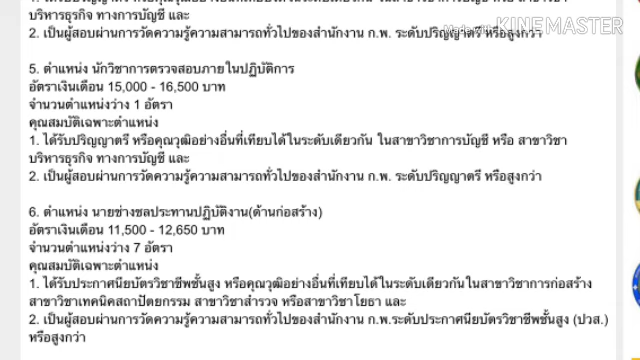 บริหารธุรกิจ ทางการบัญชี และ
Made with KINEMASTER
2. เป็นผู้สอบผ่านการวัดความรู้ความสามารถทั่วไปของสำนักงาน ก.พ. ระดับปริญญาตรี หรือสูงกว่า
5. ตำแหน่ง นักวิชาการตรวจสอบภายในปฏิบัติการ
อัตราเงินเดือน 15,000 - 16,500 บาท
จำนวนตำแหน่งว่าง 1 อัตรา
คุณสมบัติเฉพาะตำแหน่ง
1. ได้รับปริญญาตรี หรือคุณวุฒิอย่างอื่นที่เทียบได้ในระดับเดียวกัน ในสาขาวิชาการบัญชี หรือ สาขาวิชา
บริหารธุรกิจ ทางการบัญชี และ
2. เป็นผู้สอบผ่านการวัดความรู้ความสามารถทั่วไปของสำนักงาน ก.พ. ระดับปริญญาตรี หรือสูงกว่า
6. ตำแหน่ง นายช่างชลประทานปฏิบัติงาน(ด้านก่อสร้าง)
อัตราเงินเดือน 11,500 - 12,650 บาท
จำนวนตำแหน่งว่าง 7 อัตรา
คุณสมบัติเฉพาะตำแหน่ง
1. ได้รับประกาศนียบัตรวิชาชีพชั้นสูง หรือคุณวุฒิอย่างอื่นที่เทียบได้ในระดับเดียวกันในสาขาวิชาการก่อสร้าง
สาขาวิชาเทคนิคสถาปัตยกรรม สาขาวิชาสำรวจ หรือสาขาวิชาโยธา และ
2. เป็นผู้สอบผ่านการวัดความรู้ความสามารถทั่วไปของสำนักงาน ก.พ.ระดับประกาศนียบัตรวิชาชีพชั้นสูง (ปวส.)
หรือสูงกว่า